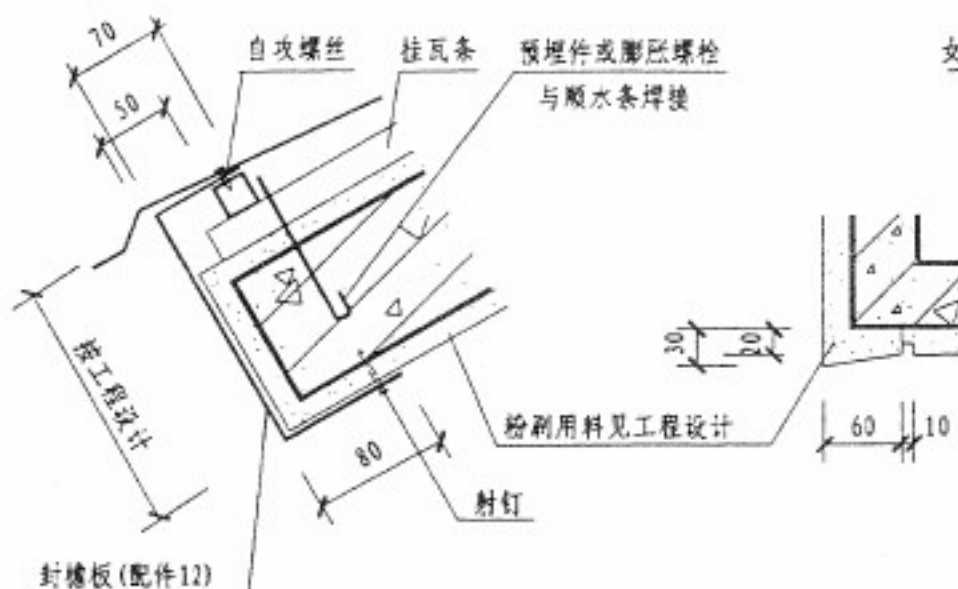 70
自攻螺丝
挂瓦条
预埋件或膨胀螺栓
与顺水条焊接
50
按工程设计
30
20
粉刷用料见工程设计
60
10
80
射钉
封檐板(配件12)